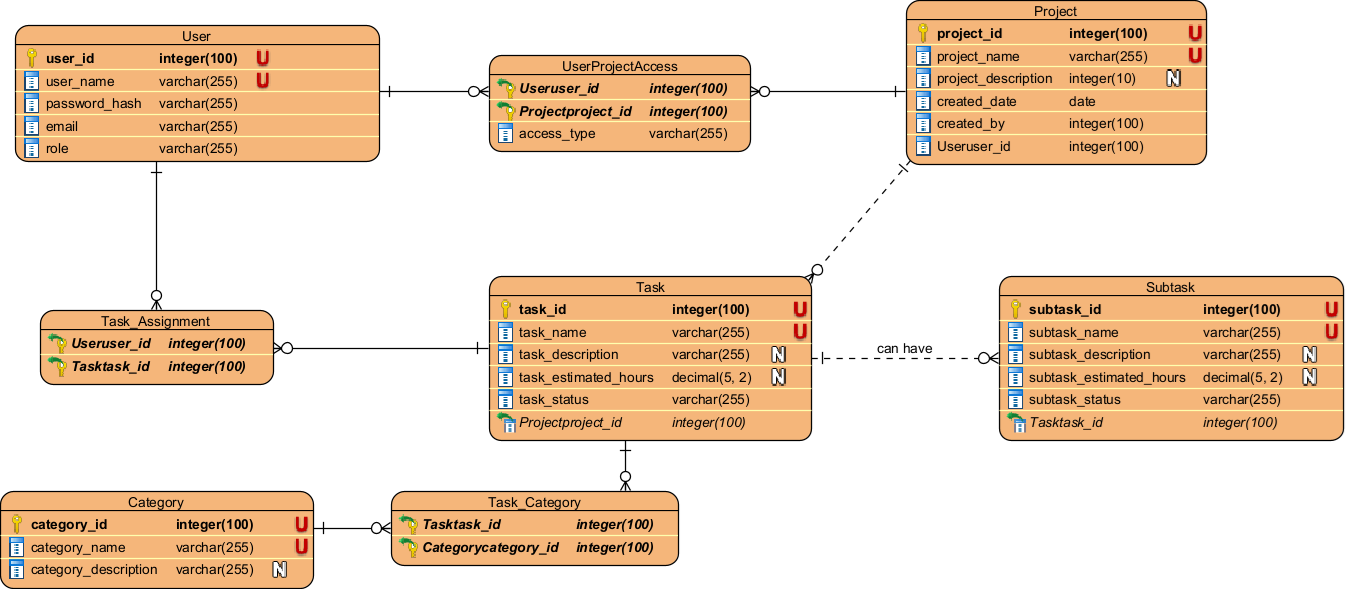 User
user_id integer(100) U
user_name varchar(255) U
password_hash varchar(255)
email varchar(255)
role varchar(255)
UserProjectAccess
Useruser_id integer(100)
Projectproject_id integer(100)
access_type varchar(255)
Project
project_id integer(100) U
project_name varchar(255) U
project_description integer(10) N
created_date date
created_by integer(100)
Useruser_id integer(100)
Task_Assignment
Useruser_id integer(100)
Tasktask_id integer(100)
Task
task_id integer(100) U
task_name varchar(255) U
task_description varchar(255) N
task_estimated_hours decimal(5, 2) N
task_status varchar(255)
Projectproject_id integer(100)
can have
Subtask
subtask_id integer(100) U
subtask_name varchar(255) U
subtask_description varchar(255) N
subtask_estimated_hours decimal(5, 2) N
subtask_status varchar(255)
Tasktask_id integer(100)
Category
category_id integer(100) U
category_name varchar(255) U
category_description varchar(255) N
Task_Category
Tasktask_id integer(100)
Categorycategory_id integer(100)